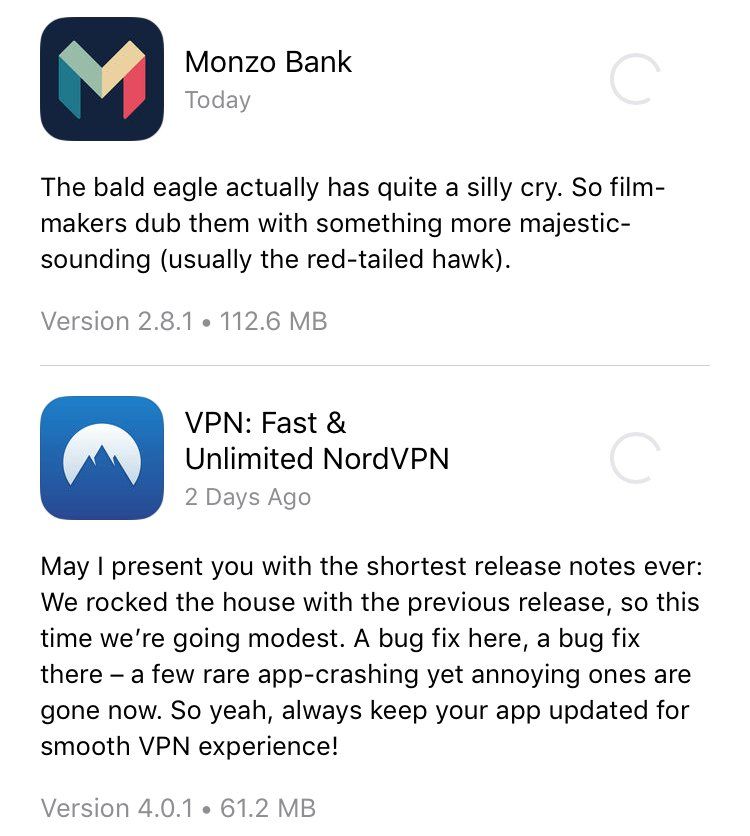 Monzo Bank
Today
The bald eagle actually has quite a silly cry. So film-
makers dub them with something more majestic-
sounding (usually the red-tailed hawk).
Version 2.8.1 • 112.6 MB
VPN: Fast &
Unlimited NordVPN
2 Days Ago
May I present you with the shortest release notes ever:
We rocked the house with the previous release, so this
time we’re going modest. A bug fix here, a bug fix
there – a few rare app-crashing yet annoying ones are
gone now. So yeah, always keep your app updated for
smooth VPN experience!
Version 4.0.1 • 61.2 MB